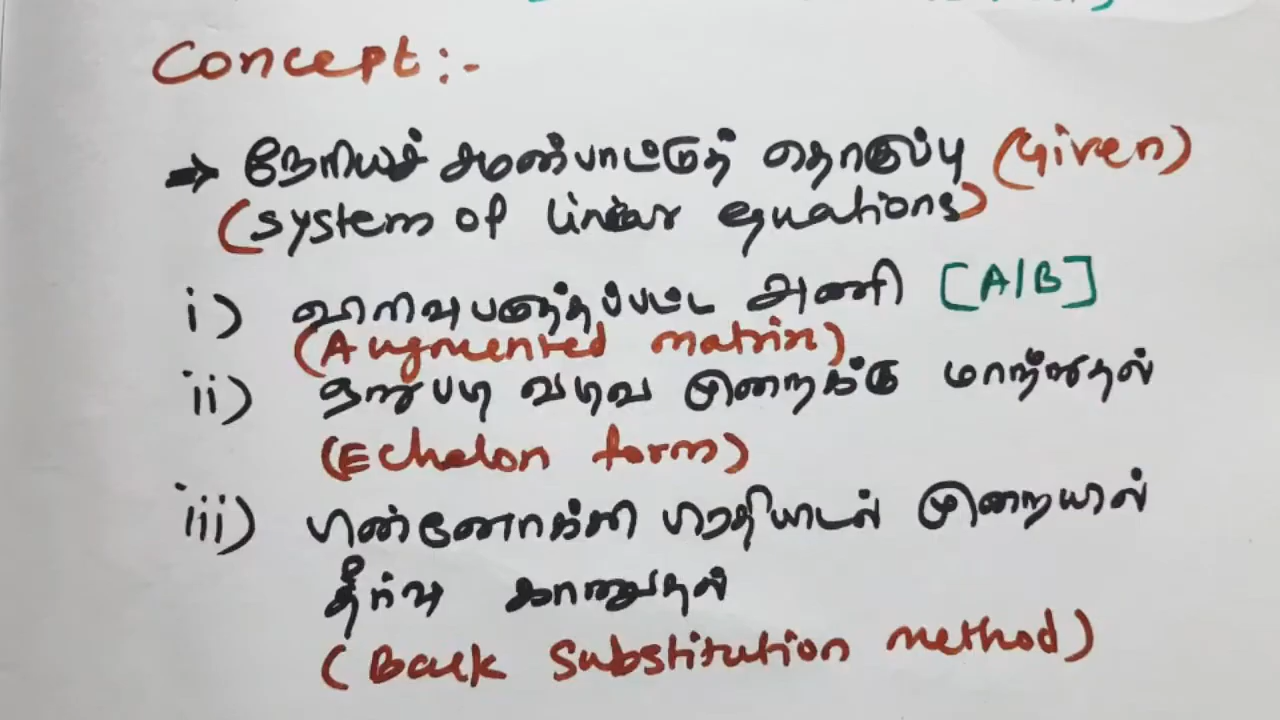 Concept:-
→ நேரியச் சமன்பாட்டுத் தொகுப்பு (Given)
(system of linear equations)
i) விரிவுபடுத்தப்பட்ட அணி [A/B]
(Augmented matrix)
ii) ஏறுபடி வடிவ முறைக்கு மாற்றுதல்
(Echelon form)
iii) பின்னோக்கி பிரதியிடல் முறையில்
தீர்வு காணுதல்
(Back Substitution method)